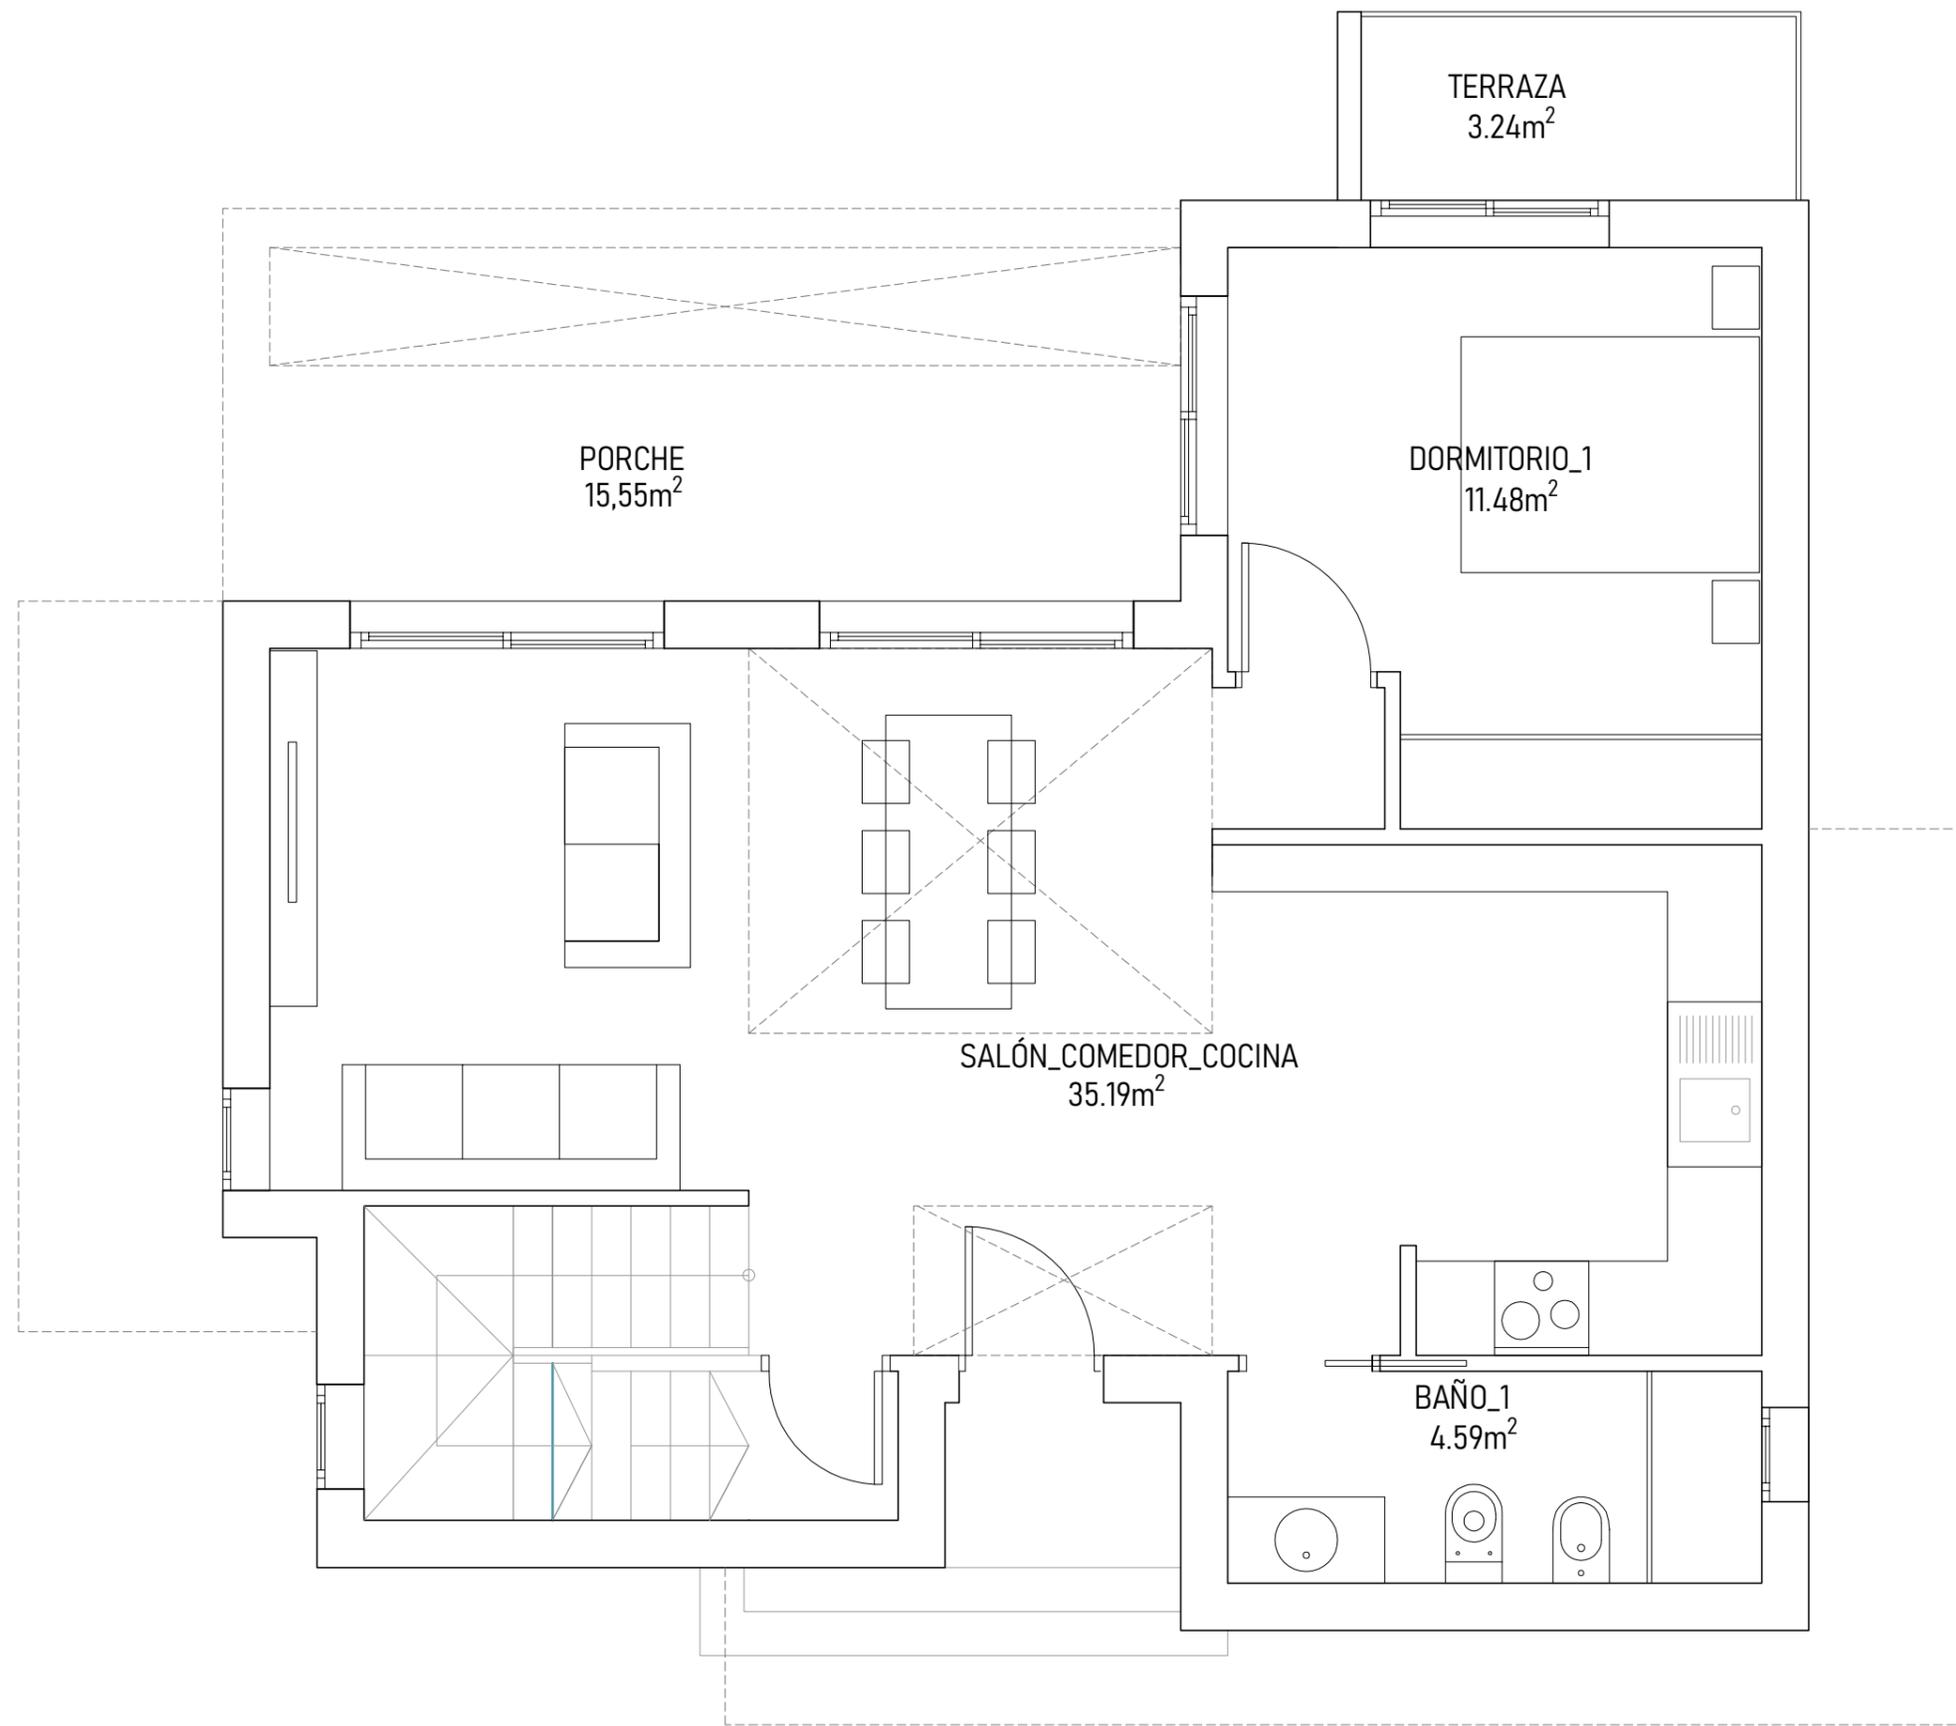 TERRAZA
3.24m²
PORCHE
15,55m²
DORMITORIO_1
11.48m²
SALÓN_COMEDOR_COCINA
35.19m²
BAÑO_1
4.59m²